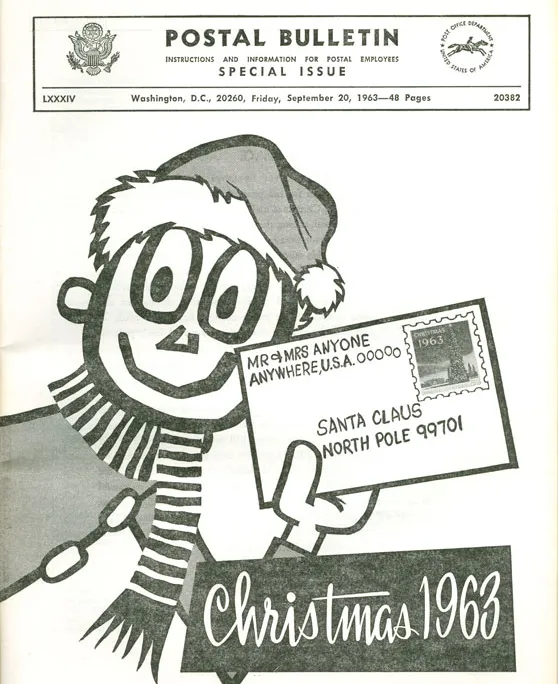 POSTAL BULLETIN
INSTRUCTIONS AND INFORMATION FOR POSTAL EMPLOYEES
SPECIAL ISSUE
POST OFFICE DEPARTMENT
UNITED STATES OF AMERICA
LXXXIV Washington, D.C., 20260, Friday, September 20, 1963—48 Pages 20382
MR & MRS ANYONE
ANYWHERE, U.S.A. 00000
CHRISTMAS
1963
SANTA CLAUS
NORTH POLE 99701
Christmas 1963